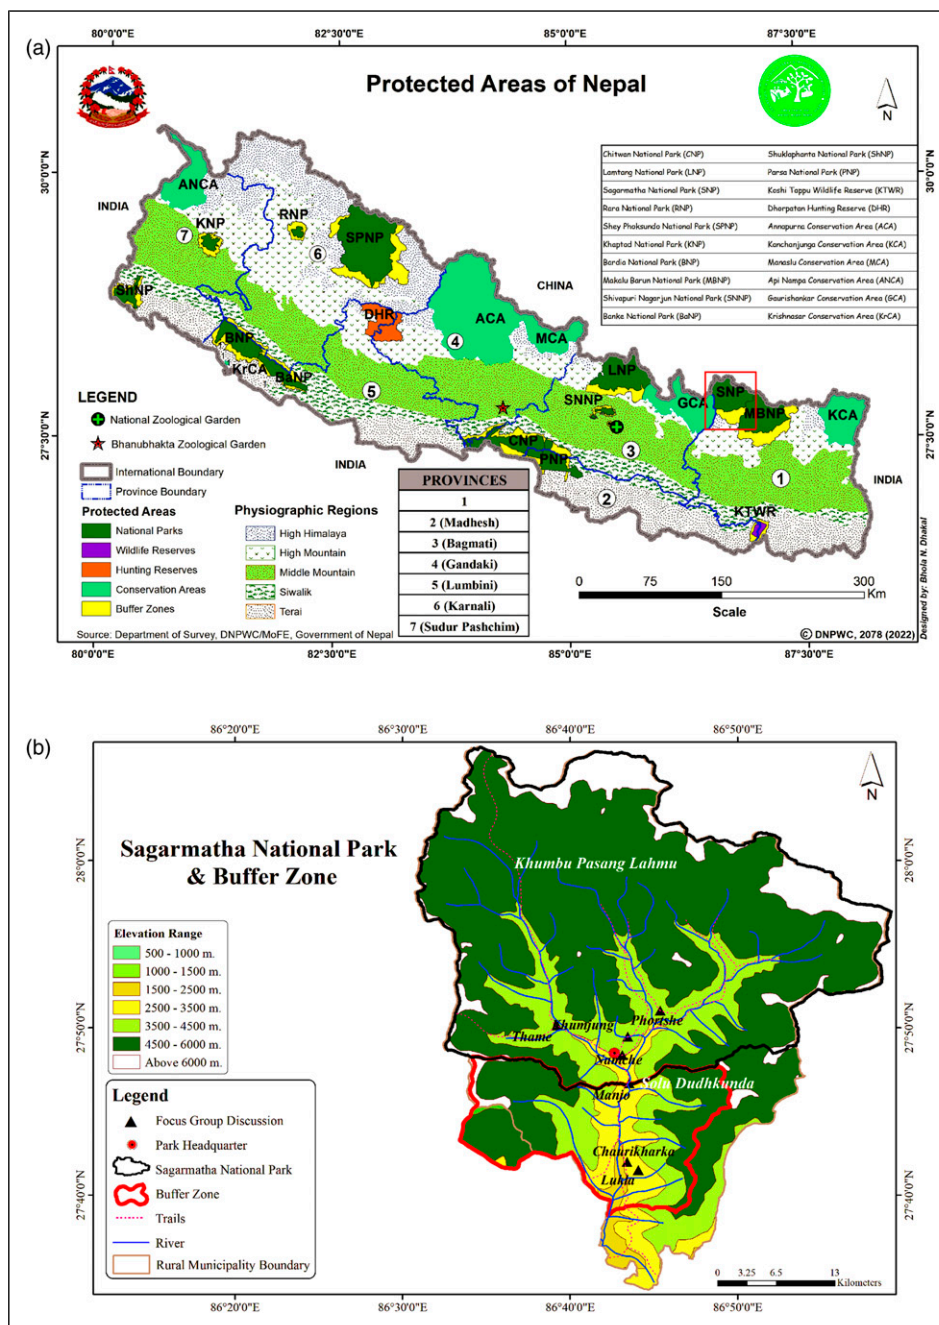 (a)
80°0'0"E 82°30'0"E 85°0'0"E 87°30'0"E
Protected Areas of Nepal
N
30°0'0"N
30°0'0"N
27°30'0"N
27°30'0"N
Chitwan National Park (CNP) Shuklaphanta National Park (ShNP)
Lamtang National Park (LNP) Parsa National Park (PNP)
Sagarmatha National Park (SNP) Koshi Tappu Wildlife Reserve (KTWR)
Rara National Park (RNP) Dhorpatan Hunting Reserve (DHR)
Shey Phoksundo National Park (SPNP) Annapurna Conservation Area (ACA)
Khaptad National Park (KNP) Kanchanjunga Conservation Area (KCA)
Bardia National Park (BNP) Manaslu Conservation Area (MCA)
Makalu Barun National Park (MBNP) Api Nampa Conservation Area (ANCA)
Shivapuri Nagarjun National Park (SNNP) Gaurishankar Conservation Area (GCA)
Banke National Park (BaNP) Krishnasar Conservation Area (KrCA)
INDIA
ANCA
KNP
RNP
7
6
SPNP
CHINA
ShNP
DHR
ACA
4
MCA
BNP
KrCA
BaNP
5
LNP
SNNP
GCA
SNP
MBNP
KCA
CNP
PNP
3
2
1
KTWR
INDIA
INDIA
LEGEND
National Zoological Garden
Bhanubhakta Zoological Garden
International Boundary
Province Boundary
Protected Areas
National Parks
Wildlife Reserves
Hunting Reserves
Conservation Areas
Buffer Zones
Physiographic Regions
High Himalaya
High Mountain
Middle Mountain
Siwalik
Terai
PROVINCES
1
2 (Madhesh)
3 (Bagmati)
4 (Gandaki)
5 (Lumbini)
6 (Karnali)
7 (Sudur Pashchim)
0 75 150 300
Km
Scale
Designed by: Bhola N. Dhakal
Source: Department of Survey, DNPWC/MoFE, Government of Nepal
© DNPWC, 2078 (2022)
80°0'0"E 82°30'0"E 85°0'0"E 87°30'0"E
(b)
86°20'0"E 86°30'0"E 86°40'0"E 86°50'0"E
N
Sagarmatha National Park
& Buffer Zone
28°0'0"N
28°0'0"N
27°50'0"N
27°50'0"N
27°40'0"N
27°40'0"N
Khumbu Pasang Lahmu
Phortshe
Khumjung
Thame
Namche
Solu Dudhkunda
Manjo
Chaurikharka
Lukla
Elevation Range
500 - 1000 m.
1000 - 1500 m.
1500 - 2500 m.
2500 - 3500 m.
3500 - 4500 m.
4500 - 6000 m.
Above 6000 m.
Legend
Focus Group Discussion
Park Headquarter
Sagarmatha National Park
Buffer Zone
Trails
River
Rural Municipality Boundary
0 3.25 6.5 13
Kilometers
86°20'0"E 86°30'0"E 86°40'0"E 86°50'0"E